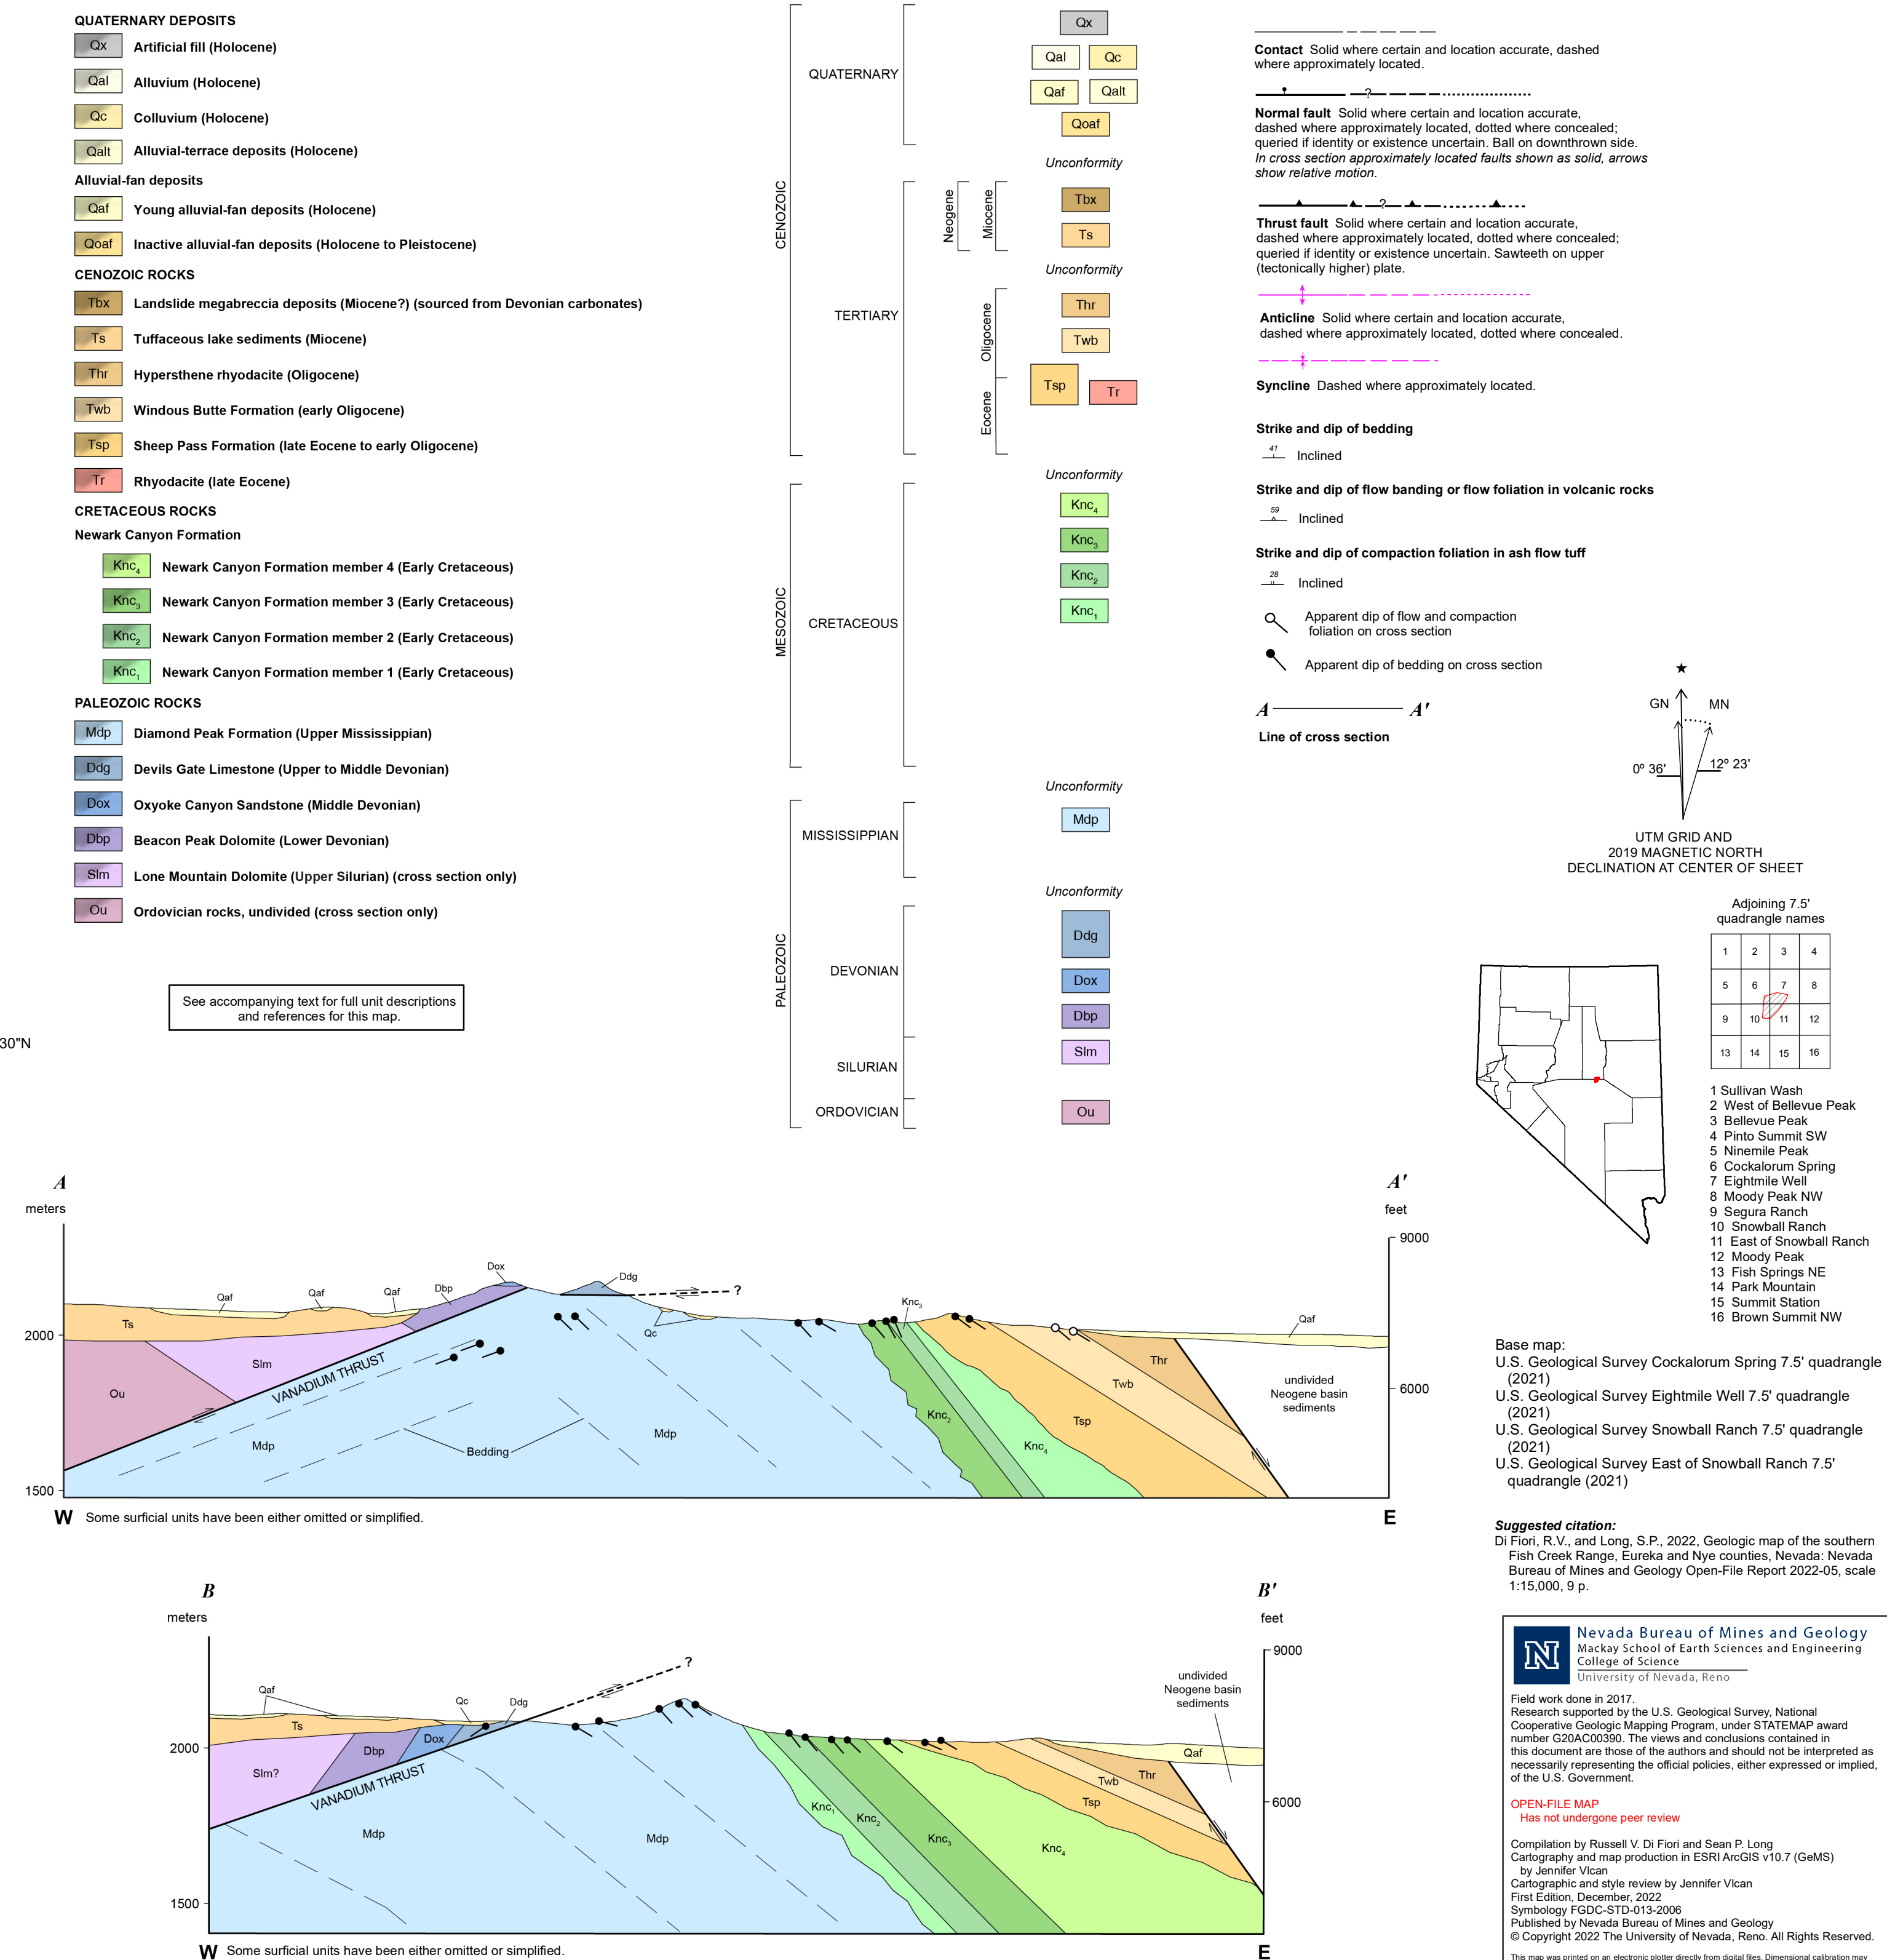 QUATERNARY DEPOSITS
Qx Artificial fill (Holocene)
Qal Alluvium (Holocene)
Qc Colluvium (Holocene)
Qalt Alluvial-terrace deposits (Holocene)
Alluvial-fan deposits
Qaf Young alluvial-fan deposits (Holocene)
Qoaf Inactive alluvial-fan deposits (Holocene to Pleistocene)
CENOZOIC ROCKS
Tbx Landslide megabreccia deposits (Miocene?) (sourced from Devonian carbonates)
Ts Tuffaceous lake sediments (Miocene)
Thr Hypersthene rhyodacite (Oligocene)
Twb Windous Butte Formation (early Oligocene)
Tsp Sheep Pass Formation (late Eocene to early Oligocene)
Tr Rhyodacite (late Eocene)
CRETACEOUS ROCKS
Newark Canyon Formation
Knc4 Newark Canyon Formation member 4 (Early Cretaceous)
Knc3 Newark Canyon Formation member 3 (Early Cretaceous)
Knc2 Newark Canyon Formation member 2 (Early Cretaceous)
Knc1 Newark Canyon Formation member 1 (Early Cretaceous)
PALEOZOIC ROCKS
Mdp Diamond Peak Formation (Upper Mississippian)
Ddg Devils Gate Limestone (Upper to Middle Devonian)
Dox Oxyoke Canyon Sandstone (Middle Devonian)
Dbp Beacon Peak Dolomite (Lower Devonian)
Slm Lone Mountain Dolomite (Upper Silurian) (cross section only)
Ou Ordovician rocks, undivided (cross section only)
See accompanying text for full unit descriptions
and references for this map.
30"N
CENOZOIC
QUATERNARY
Qx
Qal Qc
Qaf Qalt
Qoaf
Unconformity
TERTIARY
Neogene
Miocene
Tbx
Ts
Unconformity
Oligocene
Thr
Twb
Tsp Tr
Eocene
Unconformity
MESOZOIC
CRETACEOUS
Knc4
Knc3
Knc2
Knc1
Unconformity
PALEOZOIC
MISSISSIPPIAN
Mdp
Unconformity
DEVONIAN
Ddg
Dox
Dbp
SILURIAN
Slm
ORDOVICIAN
Ou
Contact Solid where certain and location accurate, dashed
where approximately located.
?
Normal fault Solid where certain and location accurate,
dashed where approximately located, dotted where concealed;
queried if identity or existence uncertain. Ball on downthrown side.
In cross section approximately located faults shown as solid, arrows
show relative motion.
?
Thrust fault Solid where certain and location accurate,
dashed where approximately located, dotted where concealed;
queried if identity or existence uncertain. Sawteeth on upper
(tectonically higher) plate.
Anticline Solid where certain and location accurate,
dashed where approximately located, dotted where concealed.
Syncline Dashed where approximately located.
Strike and dip of bedding
41 Inclined
Strike and dip of flow banding or flow foliation in volcanic rocks
59 Inclined
Strike and dip of compaction foliation in ash flow tuff
28 Inclined
Apparent dip of flow and compaction
foliation on cross section
Apparent dip of bedding on cross section
A A'
Line of cross section
GN MN
0º 36' 12º 23'
UTM GRID AND
2019 MAGNETIC NORTH
DECLINATION AT CENTER OF SHEET
Adjoining 7.5'
quadrangle names
1 2 3 4
5 6 7 8
9 10 11 12
13 14 15 16
1 Sullivan Wash
2 West of Bellevue Peak
3 Bellevue Peak
4 Pinto Summit SW
5 Ninemile Peak
6 Cockalorum Spring
7 Eightmile Well
8 Moody Peak NW
9 Segura Ranch
10 Snowball Ranch
11 East of Snowball Ranch
12 Moody Peak
13 Fish Springs NE
14 Park Mountain
15 Summit Station
16 Brown Summit NW
Base map:
U.S. Geological Survey Cockalorum Spring 7.5' quadrangle
(2021)
U.S. Geological Survey Eightmile Well 7.5' quadrangle
(2021)
U.S. Geological Survey Snowball Ranch 7.5' quadrangle
(2021)
U.S. Geological Survey East of Snowball Ranch 7.5'
quadrangle (2021)
Suggested citation:
Di Fiori, R.V., and Long, S.P., 2022, Geologic map of the southern
Fish Creek Range, Eureka and Nye counties, Nevada: Nevada
Bureau of Mines and Geology Open-File Report 2022-05, scale
1:15,000, 9 p.
A A'
meters feet
9000
2000
6000
1500
Qaf Qaf Qaf Dbp Dox Ddg ?
Ts
Slm
Ou
VANADIUM THRUST
Mdp
Bedding
Mdp
Qc
Knc3
Knc2
Knc4
Tsp
Twb
Thr
Qaf
undivided
Neogene basin
sediments
W Some surficial units have been either omitted or simplified. E
B B'
meters feet
9000
2000
6000
1500
Qaf Qc Ddg ?
Ts
Slm?
Dbp
Dox
VANADIUM THRUST
Mdp
Mdp
Knc1
Knc2
Knc3
Knc4
Tsp
Twb
Thr
Qaf
undivided
Neogene basin
sediments
W Some surficial units have been either omitted or simplified. E
N
Nevada Bureau of Mines and Geology
Mackay School of Earth Sciences and Engineering
College of Science
University of Nevada, Reno
Field work done in 2017.
Research supported by the U.S. Geological Survey, National
Cooperative Geologic Mapping Program, under STATEMAP award
number G20AC00390. The views and conclusions contained in
this document are those of the authors and should not be interpreted as
necessarily representing the official policies, either expressed or implied,
of the U.S. Government.
OPEN-FILE MAP
Has not undergone peer review
Compilation by Russell V. Di Fiori and Sean P. Long
Cartography and map production in ESRI ArcGIS v10.7 (GeMS)
by Jennifer Vlcan
Cartographic and style review by Jennifer Vlcan
First Edition, December, 2022
Symbology FGDC-STD-013-2006
Published by Nevada Bureau of Mines and Geology
© Copyright 2022 The University of Nevada, Reno. All Rights Reserved.
This map was printed on an electronic plotter directly from digital files. Dimensional calibration may